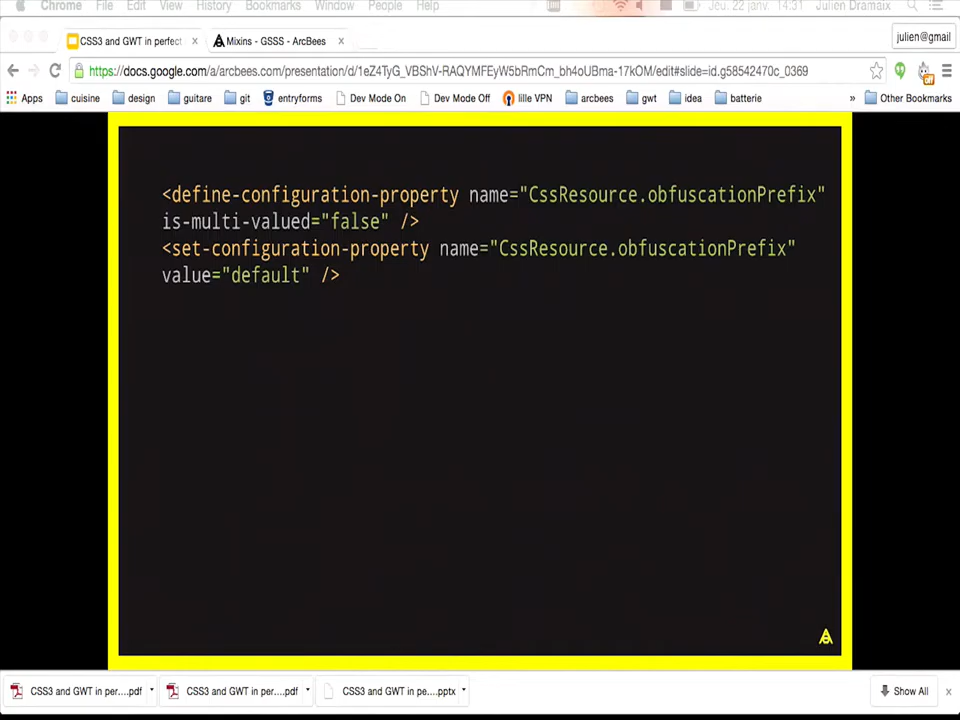 Chrome File Edit View History Bookmarks Window People Help Jeu. 22 janv. 14:31 Julien Dramaix
CSS3 and GWT in perfect × Mixins - GSSS - ArcBees × julien@gmail
https://docs.google.com/a/arcbees.com/presentation/d/1eZ4TyG_VBShV-RAQYMFEyW5brRmCm_bh4oUBma-17kOM/edit#slide=id.g58542470c_0369
Apps cuisine design guitare git entryforms Dev Mode On Dev Mode Off lille VPN arcbees gwt idea batterie » Other Bookmarks
<define-configuration-property name="CssResource.obfuscationPrefix"
is-multi-valued="false" />
<set-configuration-property name="CssResource.obfuscationPrefix"
value="default" />
CSS3 and GWT in per....pdf CSS3 and GWT in per....pdf CSS3 and GWT in pe....pptx Show All ×